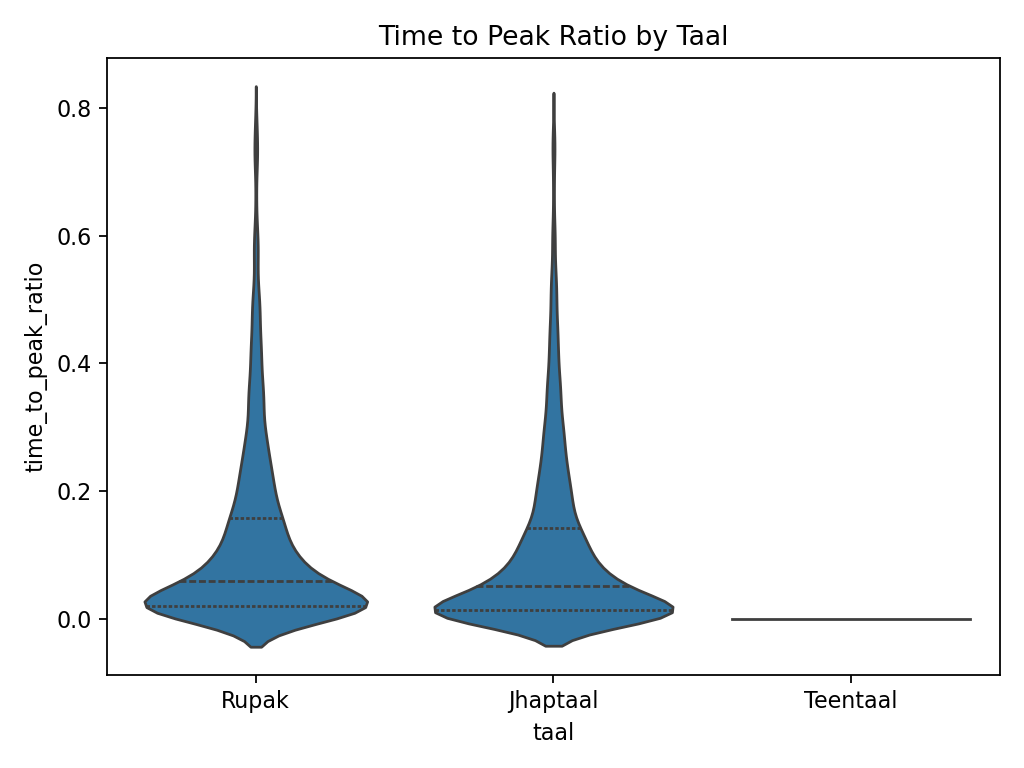 Time to Peak Ratio by Taal
time_to_peak_ratio
0.8
0.6
0.4
0.2
0.0
Rupak
Jhaptaal
Teentaal
taal